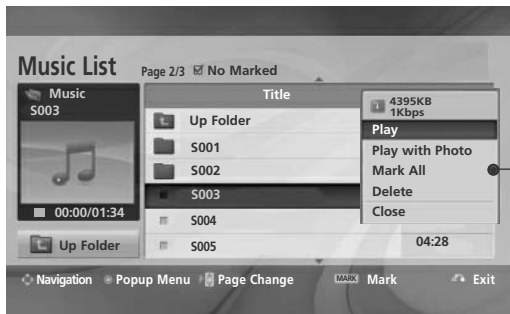 Music List Page 2/3 No Marked
Music
S003
00:00/01:34
Up Folder
Title
Up Folder
S001
S002
S003
S004
S005 04:28
4395KB
1Kbps
Play
Play with Photo
Mark All
Delete
Close
Navigation Popup Menu Page Change MARK Mark Exit